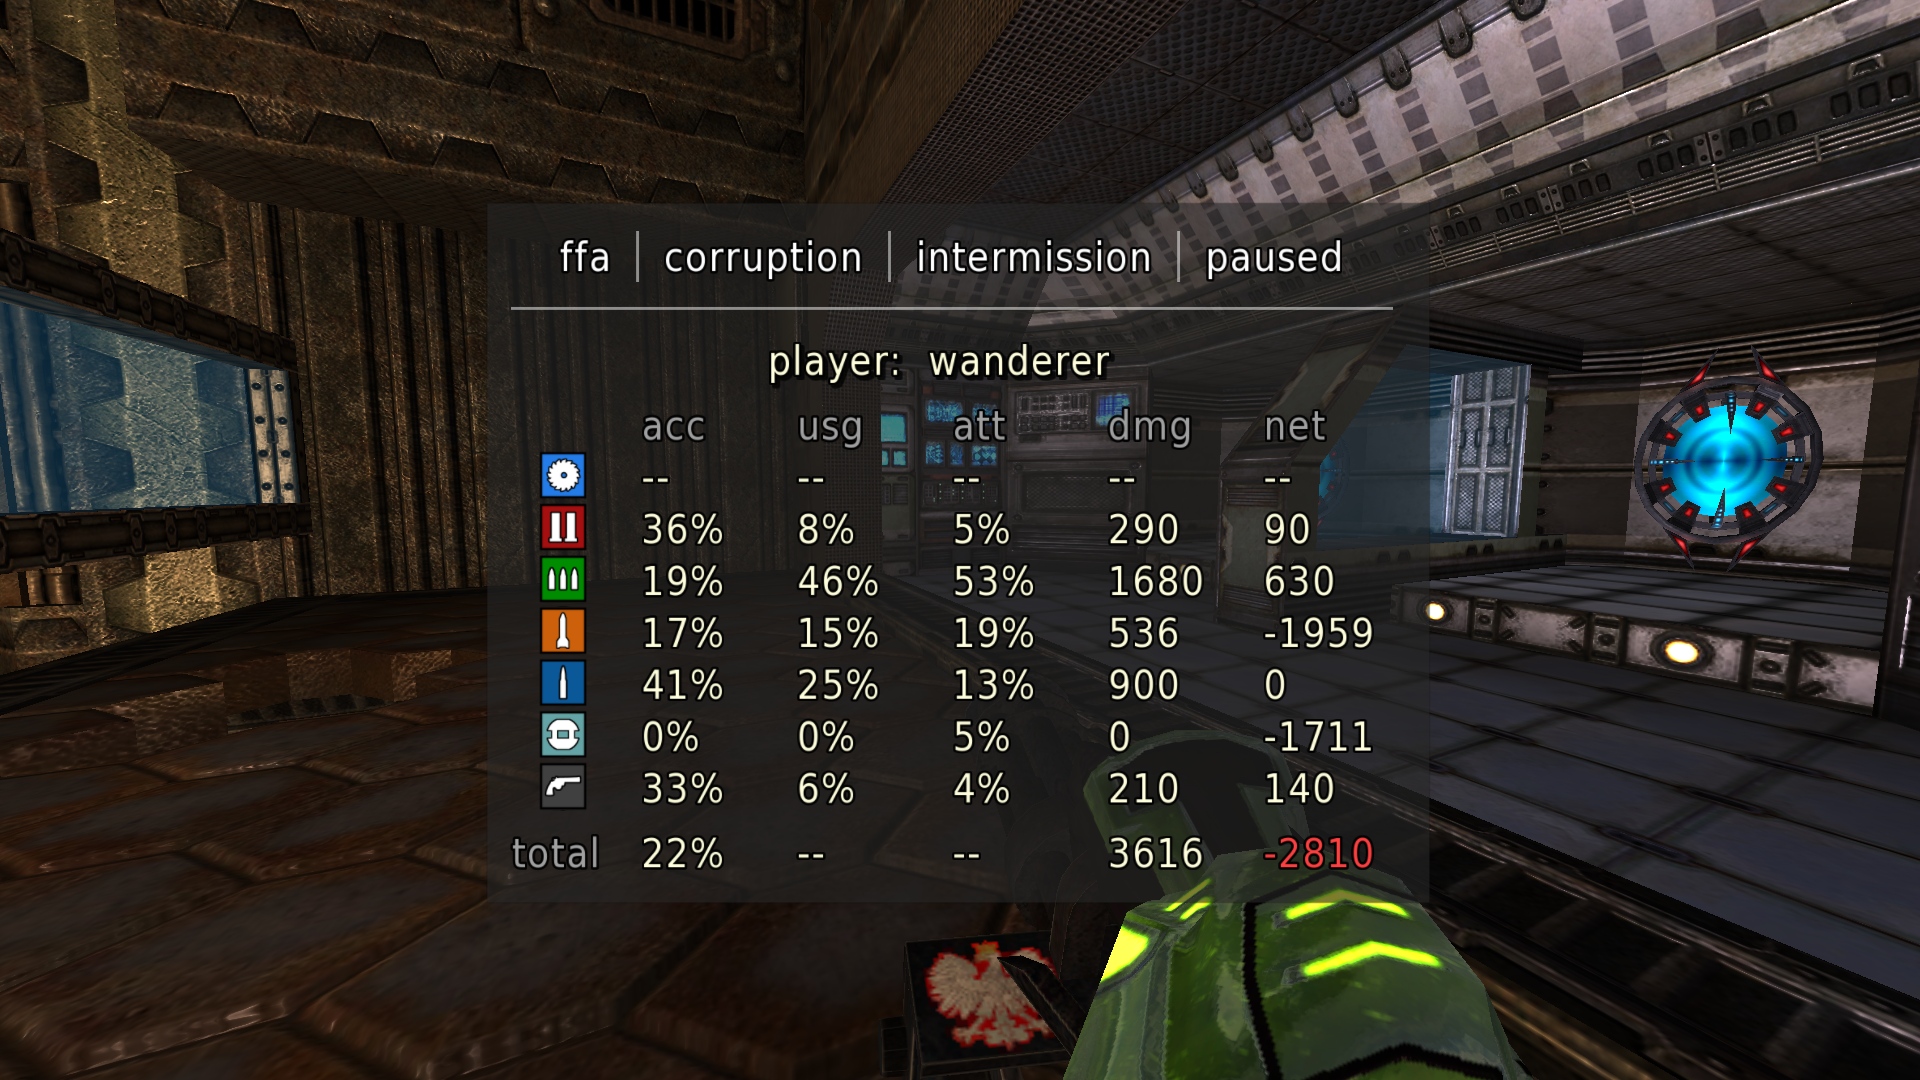 ffa | corruption | intermission | paused
player: wanderer
acc usg att dmg net
-- -- -- -- --
36% 8% 5% 290 90
19% 46% 53% 1680 630
17% 15% 19% 536 -1959
41% 25% 13% 900 0
0% 0% 5% 0 -1711
33% 6% 4% 210 140
total 22% -- -- 3616 -2810